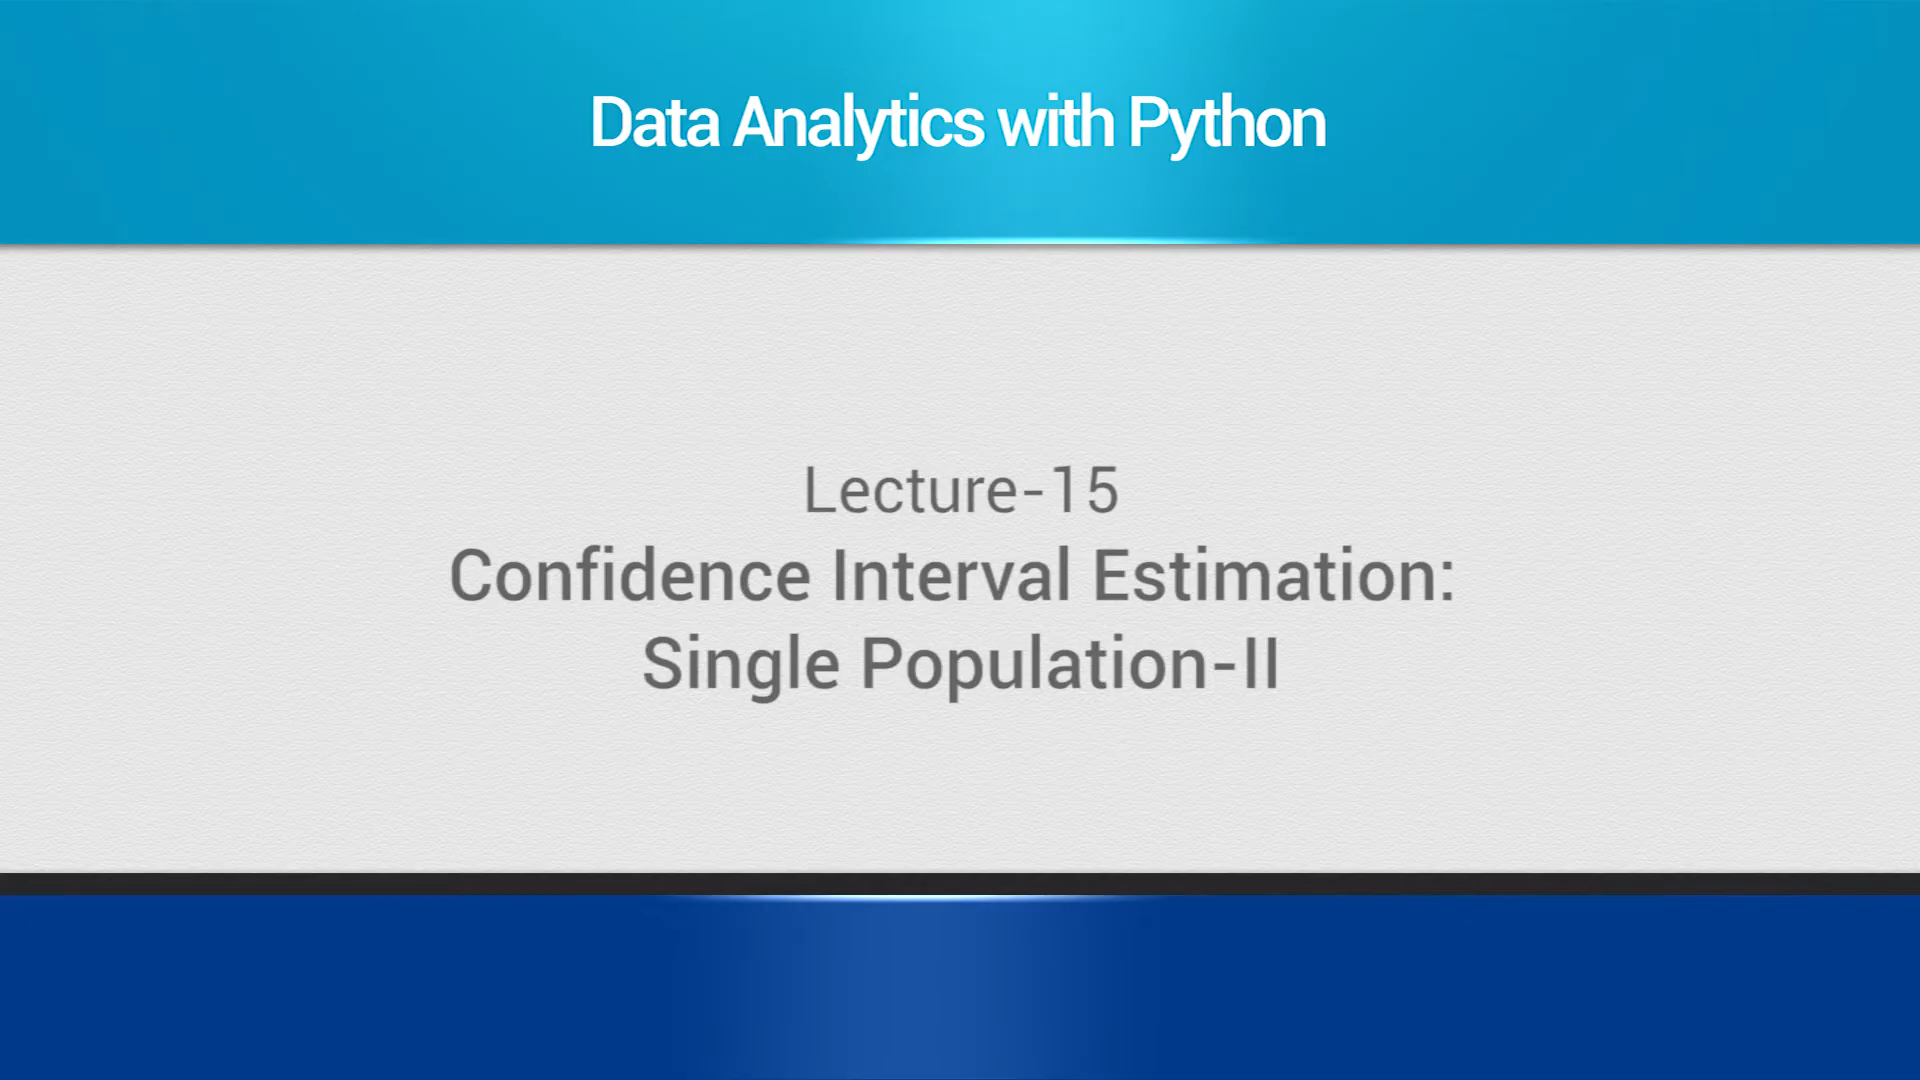 Data Analytics with Python
Lecture-15
Confidence Interval Estimation:
Single Population-II